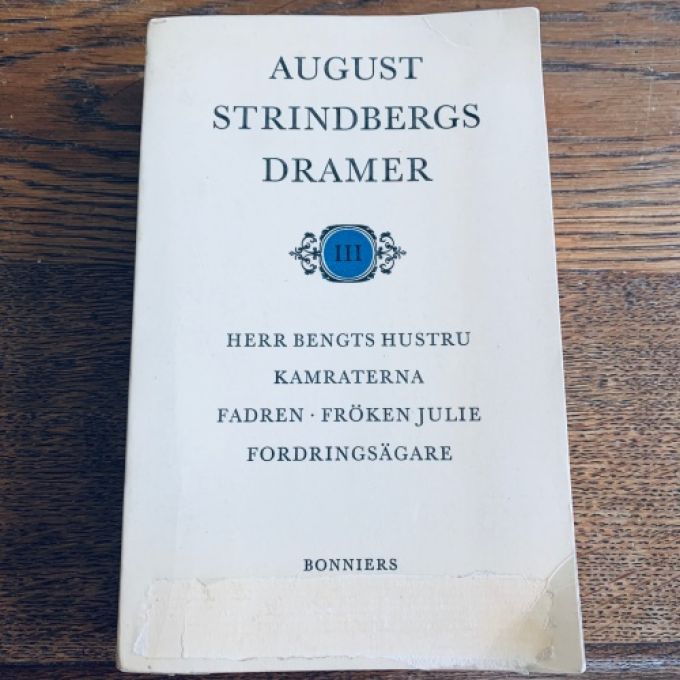 AUGUST
STRINDBERGS
DRAMER
III
HERR BENGTS HUSTRU
KAMRATERNA
FADREN · FRÖKEN JULIE
FORDRINGSÄGARE
BONNIERS